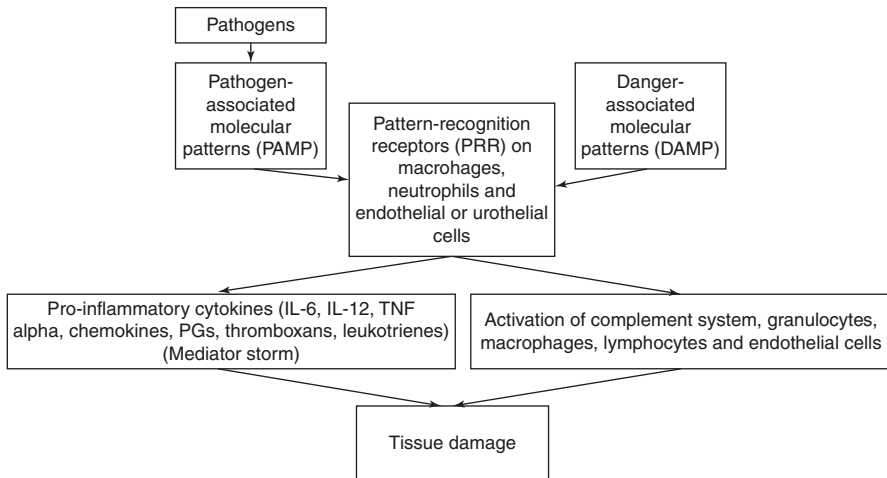 Pathogens
Pathogen-
associated
molecular
patterns (PAMP)
Danger-
associated
molecular
patterns (DAMP)
Pattern-recognition
receptors (PRR) on
macrohages,
neutrophils and
endothelial or urothelial
cells
Pro-inflammatory cytokines (IL-6, IL-12, TNF
alpha, chemokines, PGs, thromboxans, leukotrienes)
(Mediator storm)
Activation of complement system, granulocytes,
macrophages, lymphocytes and endothelial cells
Tissue damage